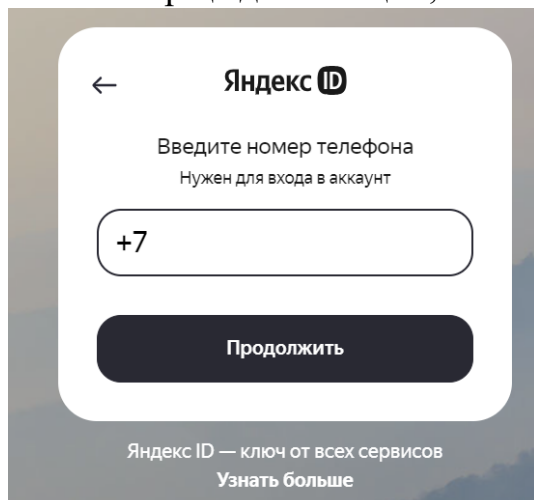 Яндекс ID
Введите номер телефона
Нужен для входа в аккаунт
+7
Продолжить
Яндекс ID — ключ от всех сервисов
Узнать больше